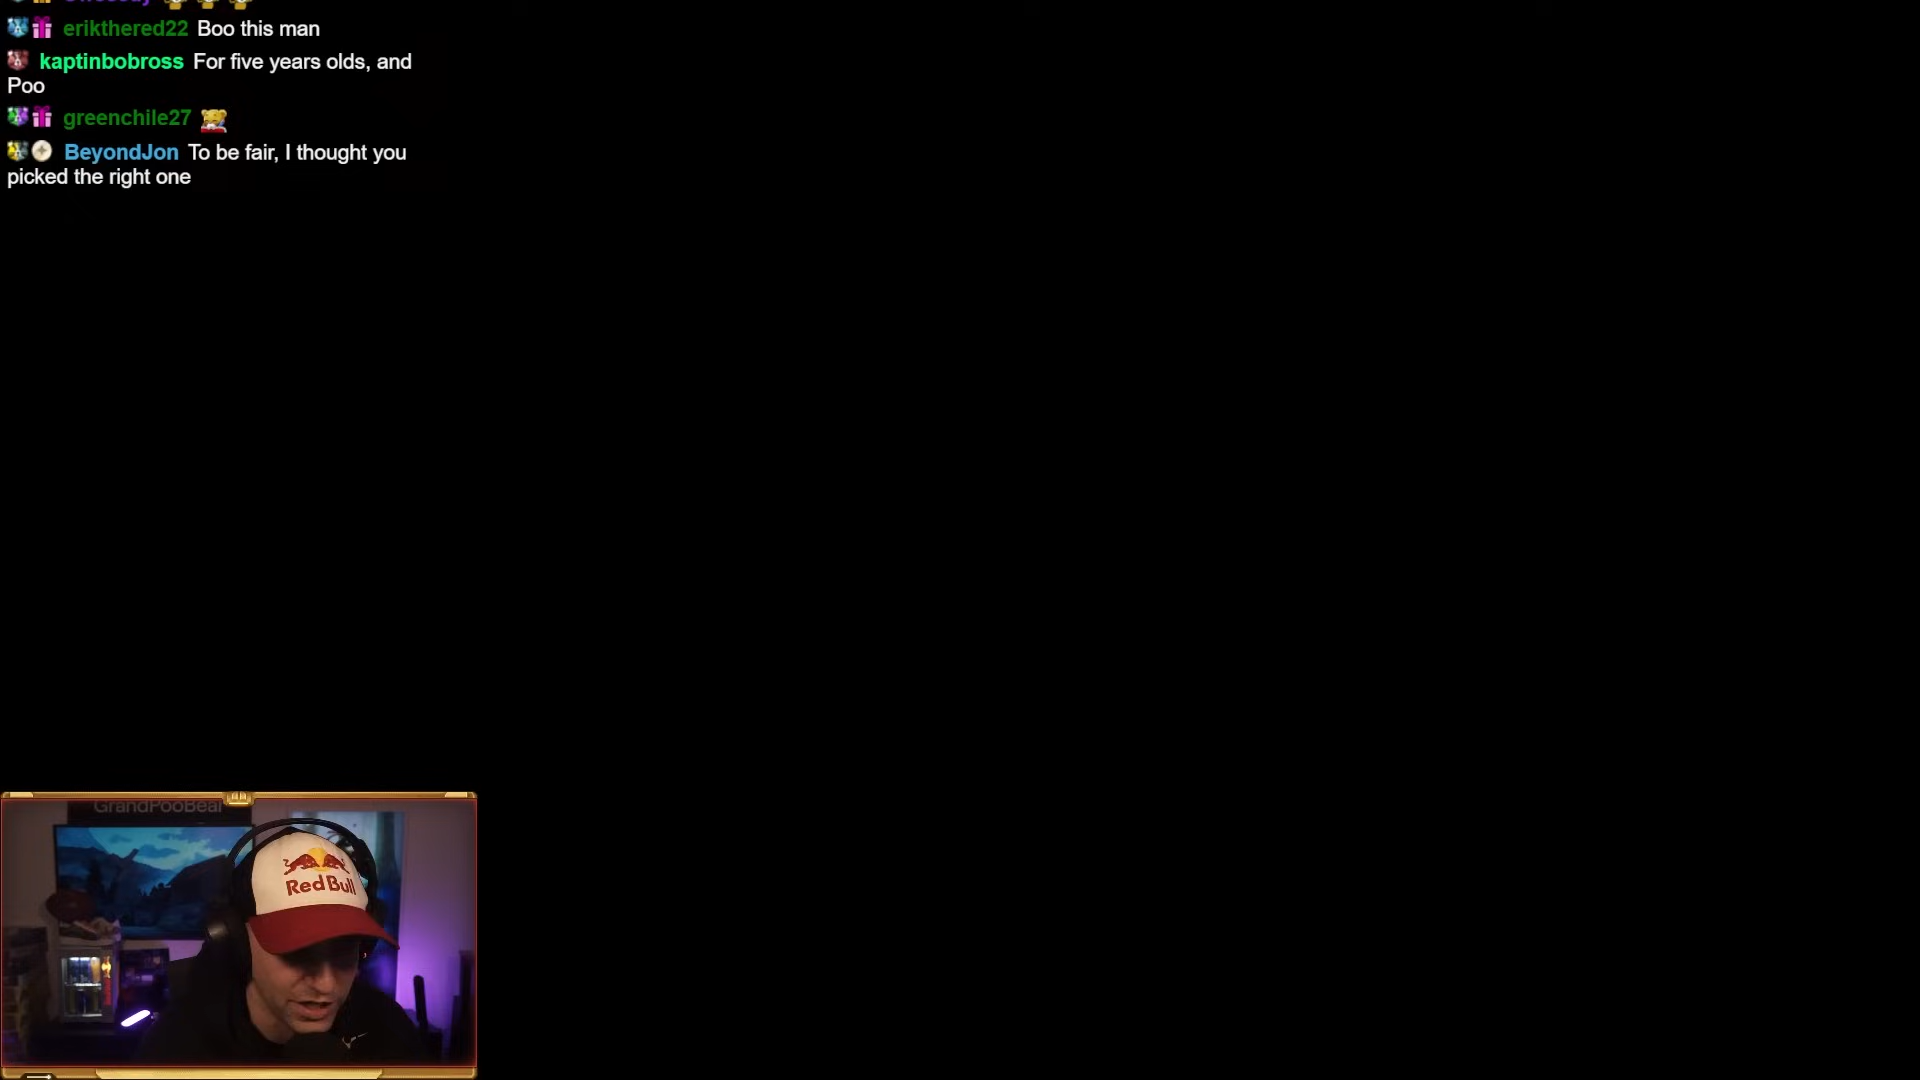 erikthered22 Boo this man
kaptinbobross For five years olds, and
Poo
greenchile27
BeyondJon To be fair, I thought you
picked the right one
GrandPooBear
Red Bull